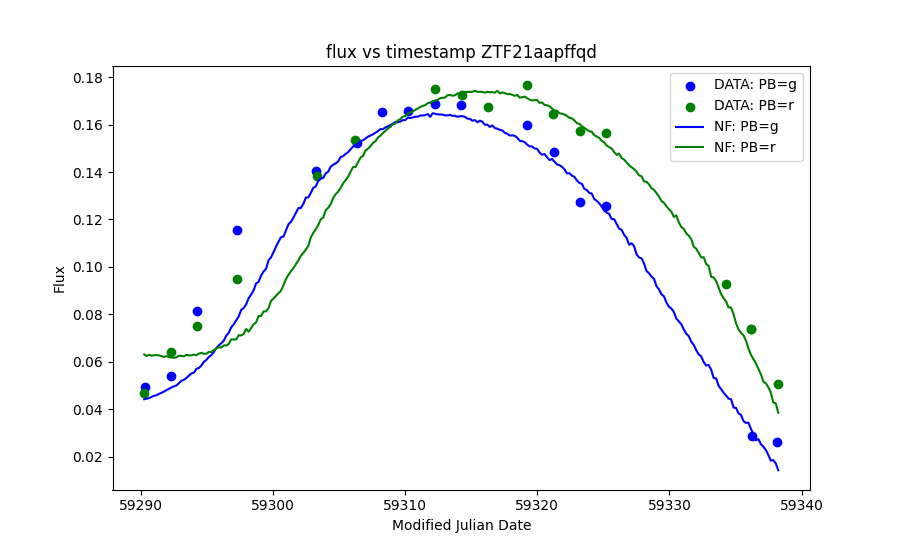 flux vs timestamp ZTF21aapffqd
0.18
0.16
0.14
0.12
0.10
0.08
0.06
0.04
0.02
Flux
DATA: PB=g
DATA: PB=r
NF: PB=g
NF: PB=r
59290
59300
59310
59320
59330
59340
Modified Julian Date